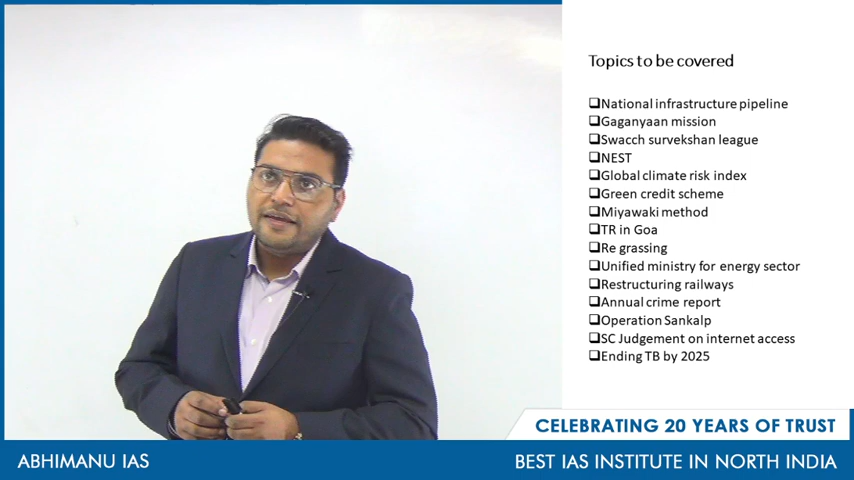 Topics to be covered
❑National infrastructure pipeline
❑Gaganyaan mission
❑Swacch survekshan league
❑NEST
❑Global climate risk index
❑Green credit scheme
❑Miyawaki method
❑TR in Goa
❑Re grassing
❑Unified ministry for energy sector
❑Restructuring railways
❑Annual crime report
❑Operation Sankalp
❑SC Judgement on internet access
❑Ending TB by 2025
CELEBRATING 20 YEARS OF TRUST
ABHIMANU IAS
BEST IAS INSTITUTE IN NORTH INDIA